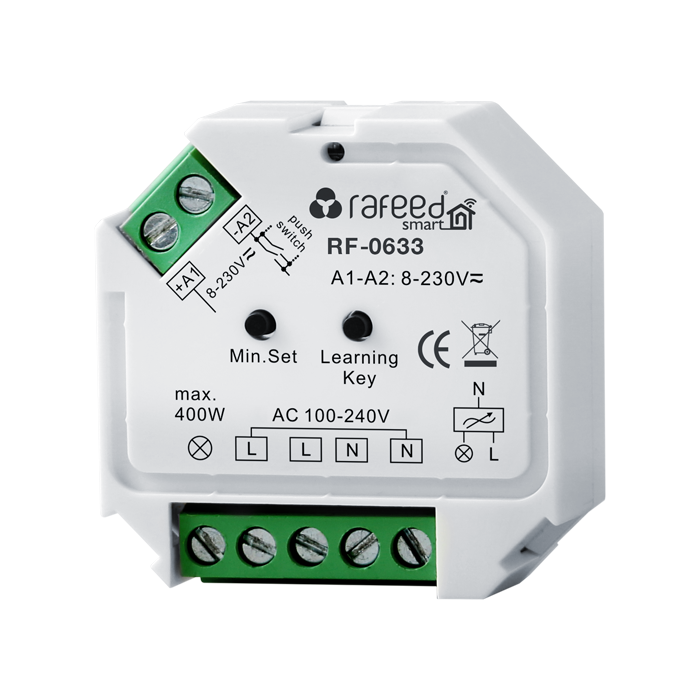 rafeed®
smart
RF-0633
A1-A2: 8-230V≂
-A2
push
switch
8-230V≂
+A1
Min.Set
Learning
Key
CE
max.
400W
AC 100-240V
L L N N
N
L